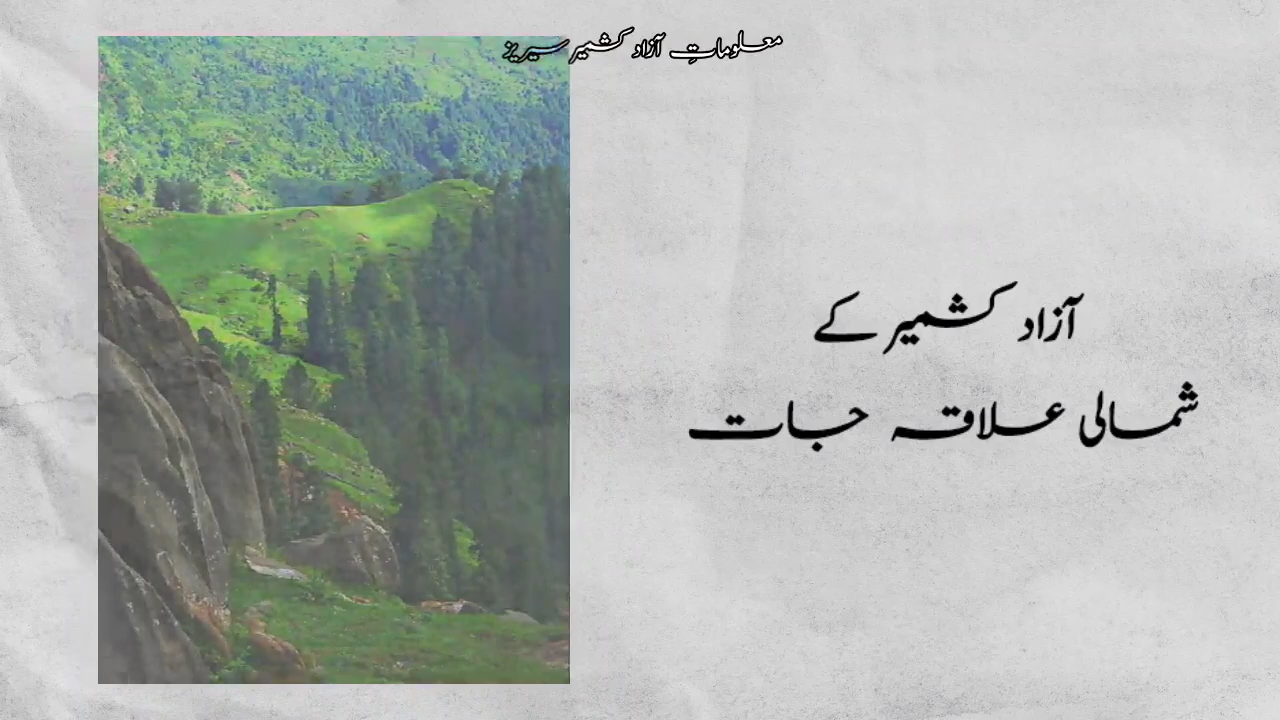 معلوماتِ آزاد کشمیر سیریز
آزاد کشمیر کے
شمالی علاقہ جات